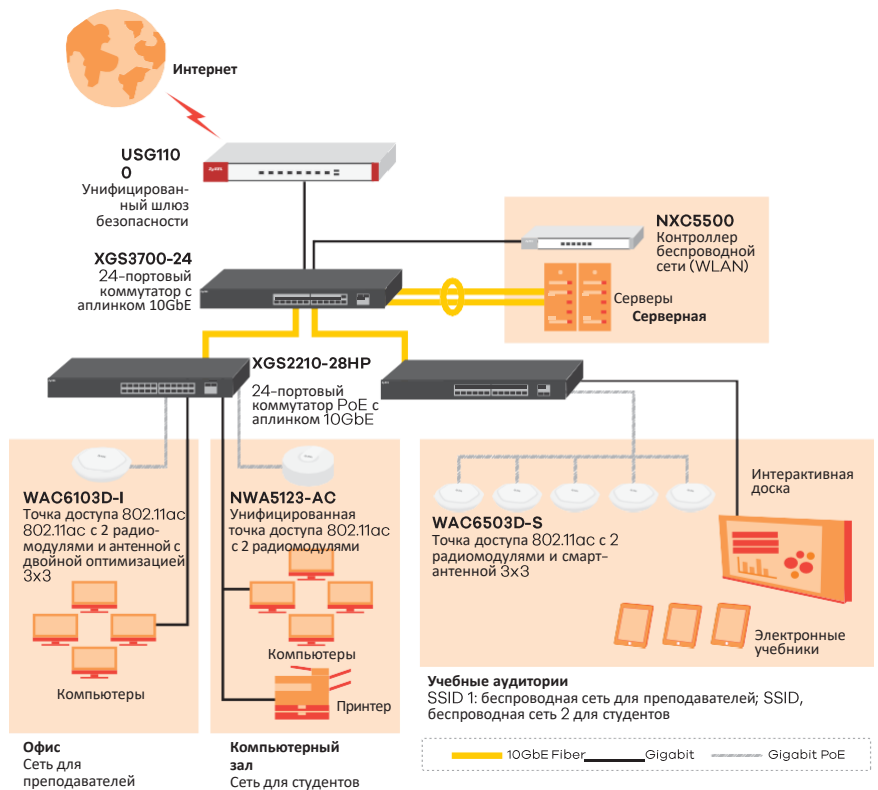 Интернет
USG110
0
Унифицирован-
ный шлюз
безопасности
ZyXEL
NXC5500
Контроллер
беспроводной
сети (WLAN)
Серверы
Серверная
XGS3700-24
24-портовый
коммутатор с
аплинком 10GbE
XGS2210-28HP
24-портовый
коммутатор PoE с
аплинком 10GbE
WAC6103D-I
Точка доступа 802.11ac
802.11ac с 2 радио-
модулями и антенной с
двойной оптимизацией
3x3
Компьютеры
NWA5123-AC
Унифицированная
точка доступа 802.11ac
с 2 радиомодулями
Компьютеры
Принтер
WAC6503D-S
Точка доступа 802.11ac с 2
радиомодулями и смарт-
антенной 3x3
Интерактивная
доска
Электронные
учебники
Учебные аудитории
SSID 1: беспроводная сеть для преподавателей; SSID,
беспроводная сеть 2 для студентов
Офис
Сеть для
преподавателей
Компьютерный
зал
Сеть для студентов
10GbE Fiber
Gigabit
Gigabit PoE